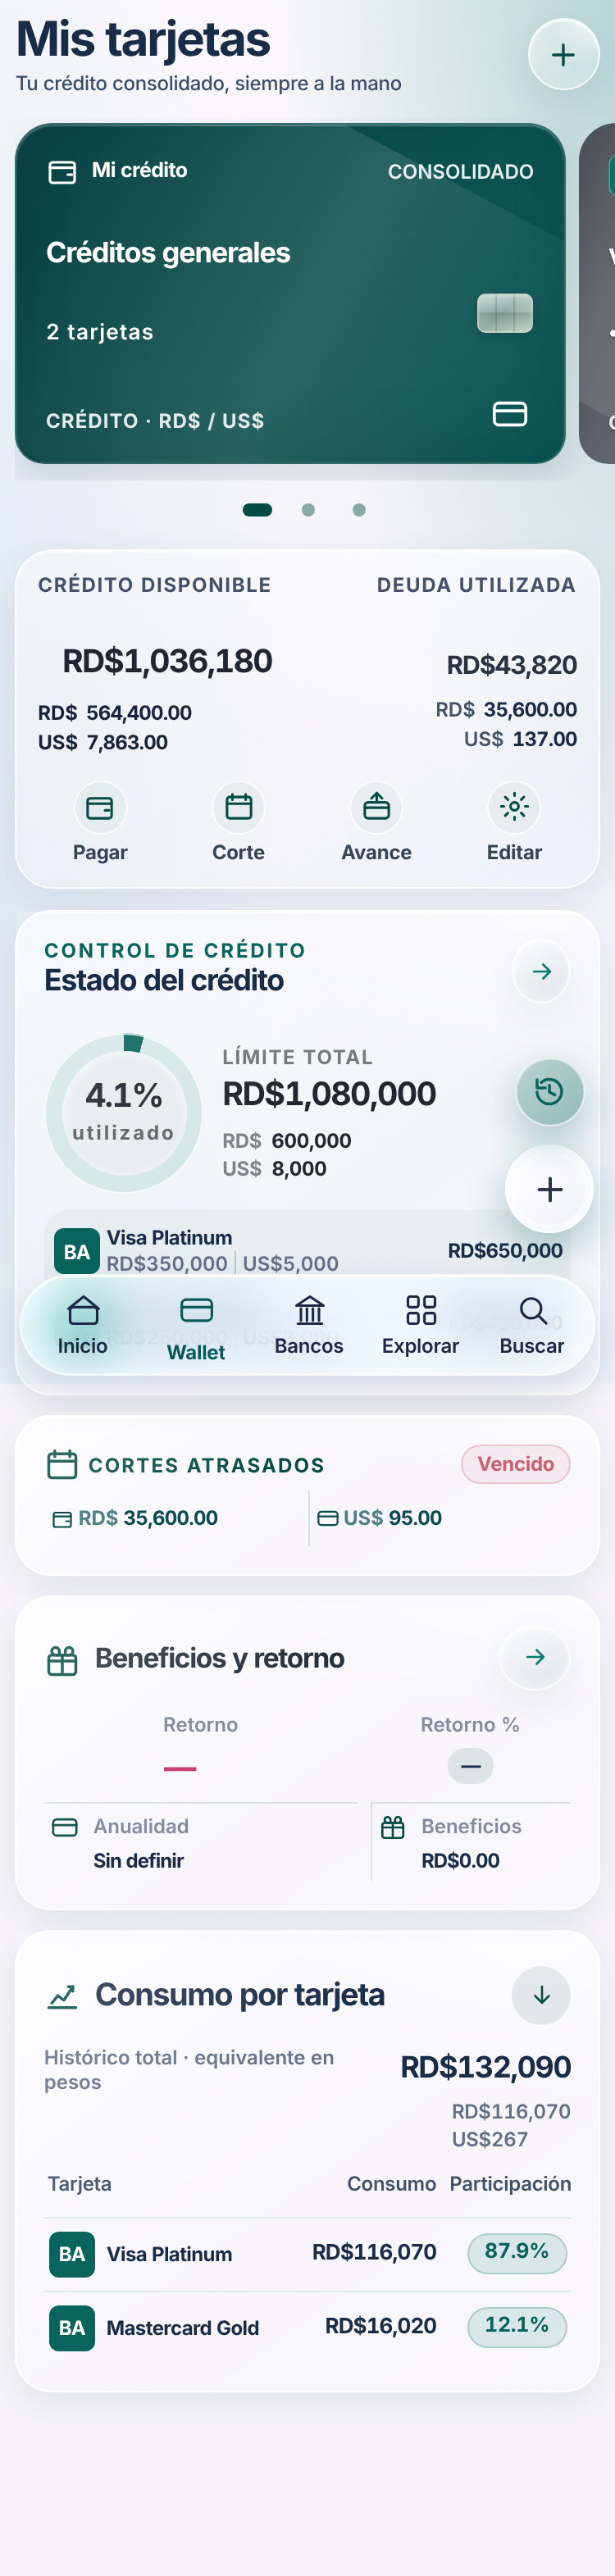 Mis tarjetas
Tu crédito consolidado, siempre a la mano
Mi crédito
CONSOLIDADO
Créditos generales
2 tarjetas
CRÉDITO · RD$ / US$
CRÉDITO DISPONIBLE
DEUDA UTILIZADA
RD$1,036,180
RD$43,820
RD$ 564,400.00
RD$ 35,600.00
US$ 7,863.00
US$ 137.00
Pagar
Corte
Avance
Editar
CONTROL DE CRÉDITO
Estado del crédito
4.1%
utilizado
LÍMITE TOTAL
RD$1,080,000
RD$ 600,000
US$ 8,000
BA
Visa Platinum
RD$350,000 | US$5,000
RD$650,000
Inicio
Wallet
Bancos
Explorar
Buscar
CORTES ATRASADOS
Vencido
RD$ 35,600.00
US$ 95.00
Beneficios y retorno
Retorno
Retorno %
—
—
Anualidad
Beneficios
Sin definir
RD$0.00
Consumo por tarjeta
Histórico total · equivalente en
pesos
RD$132,090
RD$116,070
US$267
Tarjeta
Consumo
Participación
BA
Visa Platinum
RD$116,070
87.9%
BA
Mastercard Gold
RD$16,020
12.1%